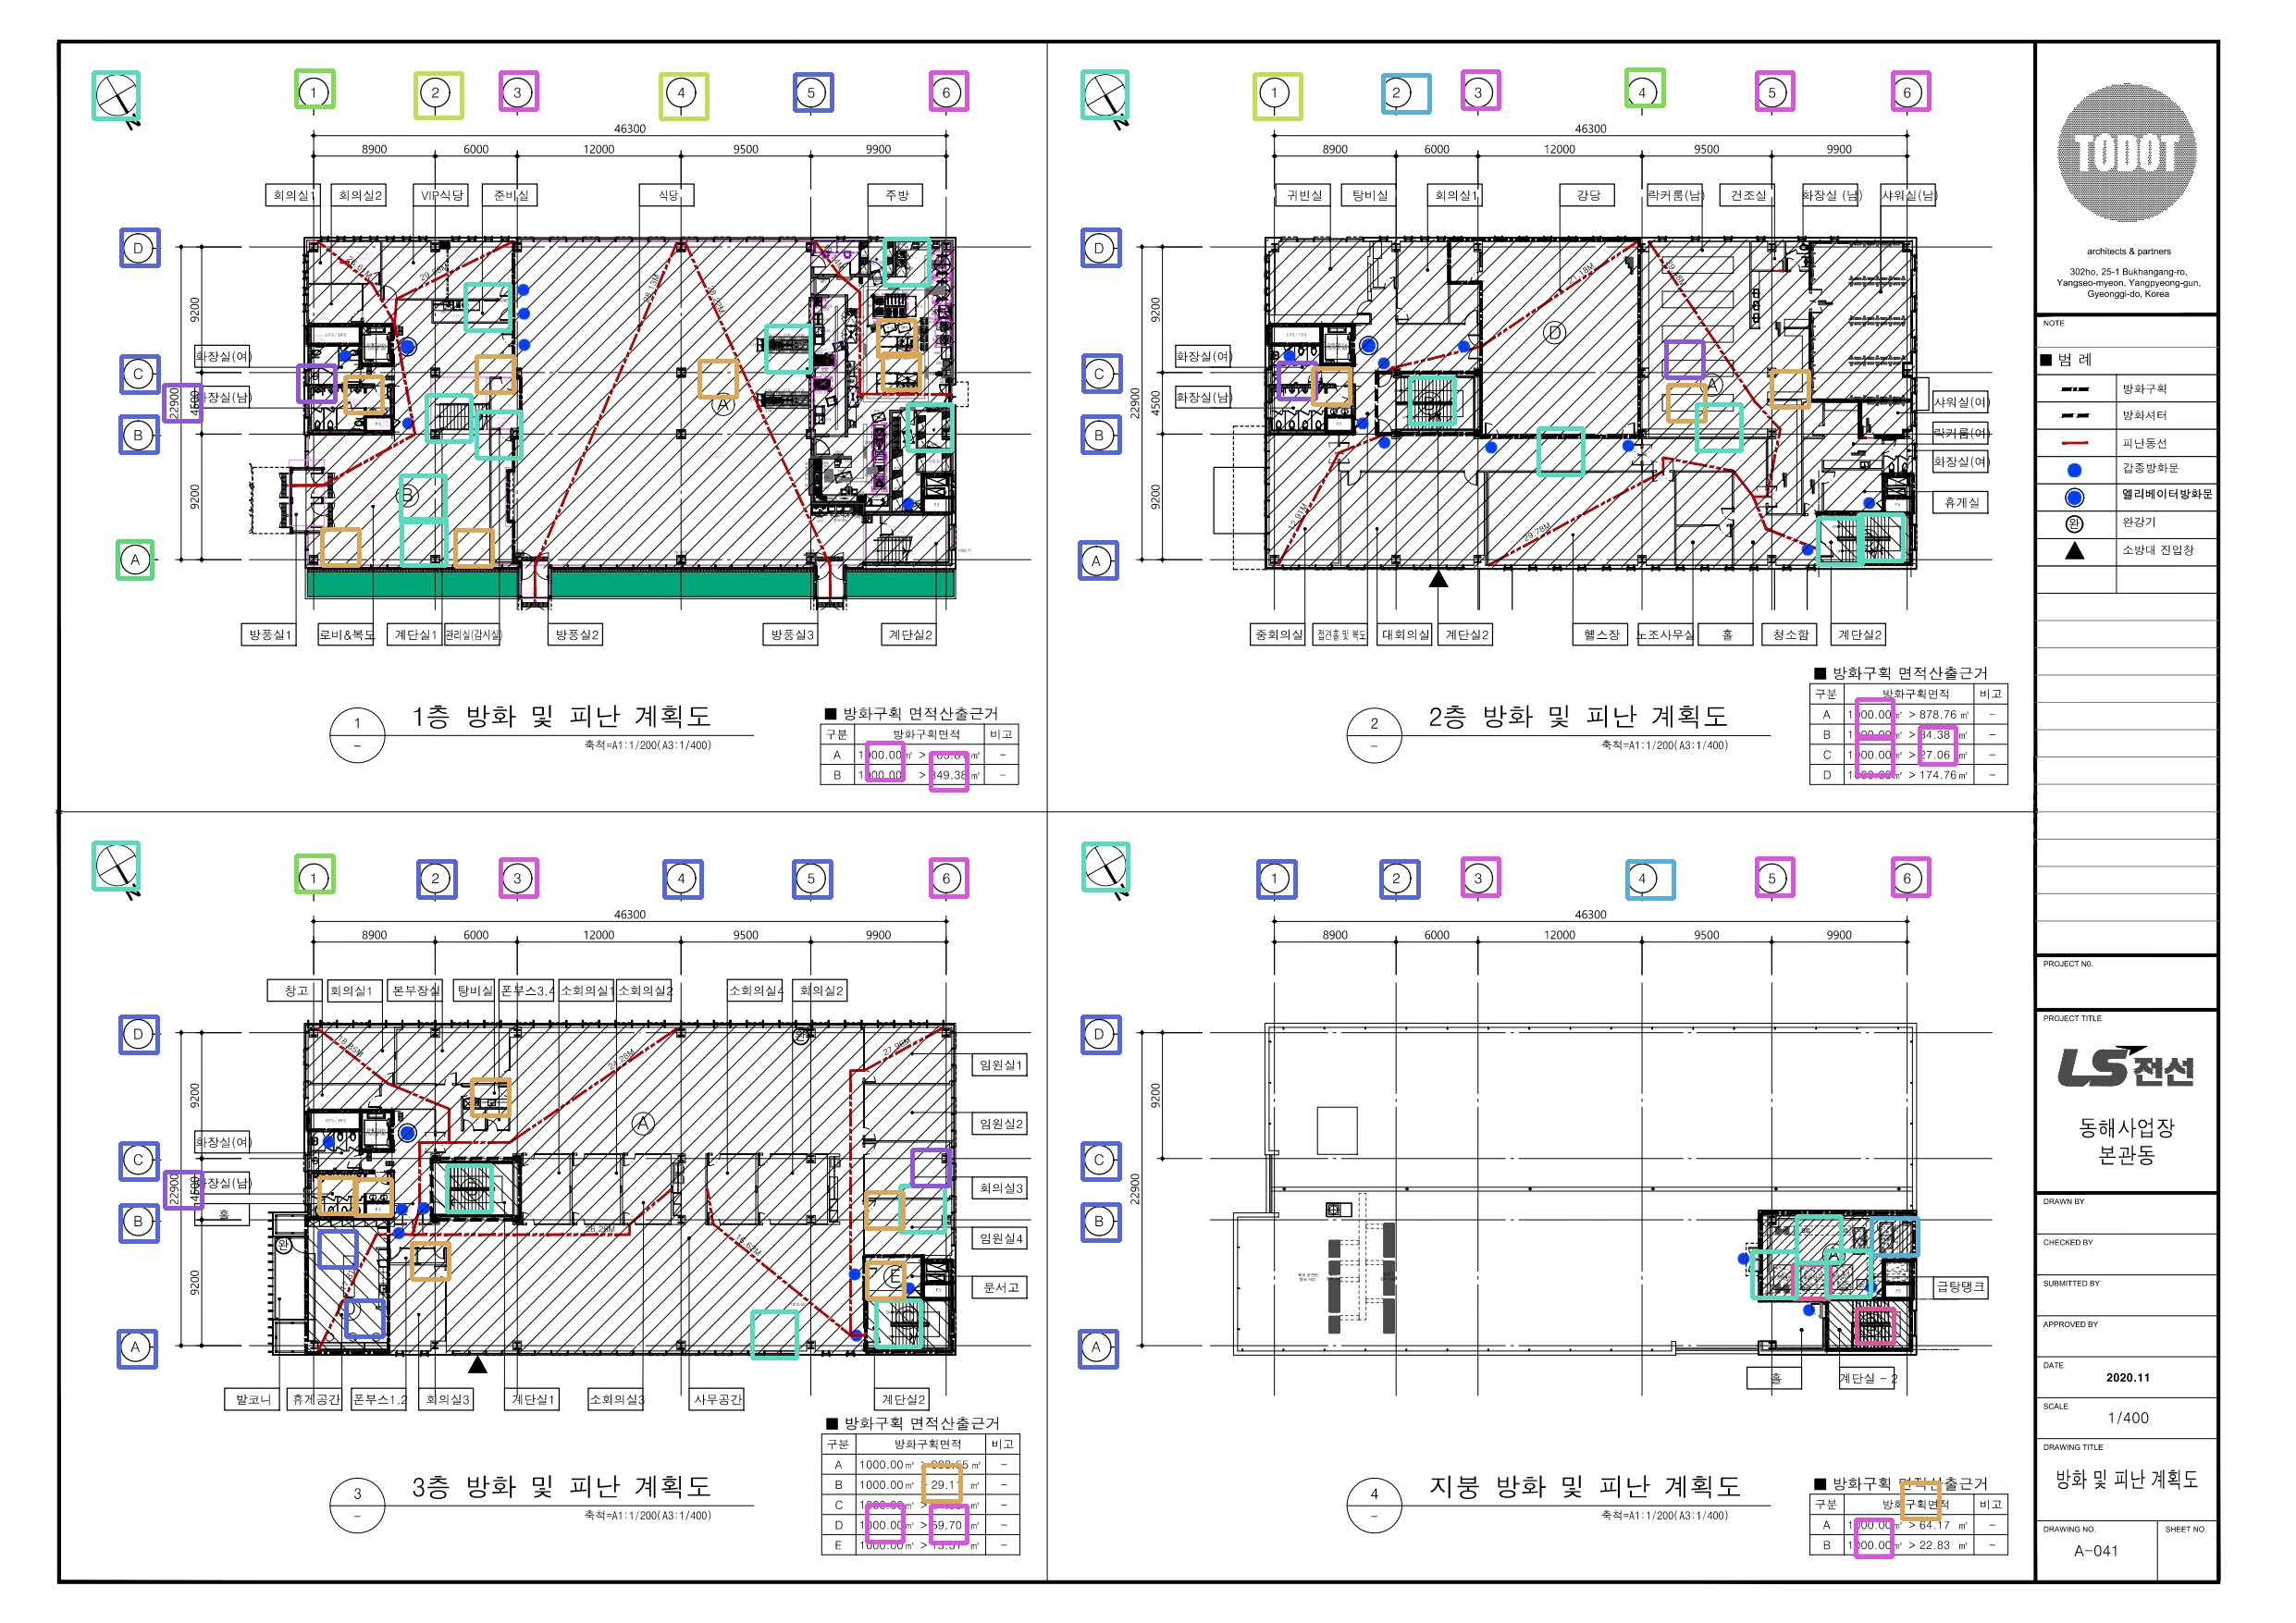 1 2 3 4 5 6
46300
8900 6000 12000 9500 9900
회의실1 회의실2 VIP식당 준비실 식당 주방
D
C
B
A
9200
22900
4500
9200
화장실(여)
화장실(남)
A
B
방풍실1 로비&복도 계단실1 관리실(감시실) 방풍실2 방풍실3 계단실2
1
–
1층 방화 및 피난 계획도
축척=A1:1/200(A3:1/400)
■ 방화구획 면적산출근거
구분 방화구획면적 비고
A 1000.00㎡ > ㎡ –
B 1000.00 > 349.38㎡ –
1 2 3 4 5 6
46300
8900 6000 12000 9500 9900
귀빈실 탕비실 회의실1 강당 락커룸(남) 건조실 화장실 (남) 샤워실(남)
D
C
B
A
9200
22900
4500
9200
화장실(여)
화장실(남)
D
A
21.18M
12.91M
29.78M
샤워실(여)
락커룸(여)
화장실(여)
휴게실
중회의실 접견홀 및 복도 대회의실 계단실2 헬스장 노조사무실 홀 청소함 계단실2
2
–
2층 방화 및 피난 계획도
축척=A1:1/200(A3:1/400)
■ 방화구획 면적산출근거
구분 방화구획면적 비고
A 1000.00㎡ > 878.76 ㎡ –
B 1000.00㎡ > 34.38 ㎡ –
C 1000.00㎡ > 27.06 ㎡ –
D 1000.00㎡ > 174.76㎡ –
1 2 3 4 5 6
46300
8900 6000 12000 9500 9900
창고 회의실1 본부장실 탕비실 폰부스3.4 소회의실1 소회의실2 소회의실4 회의실2
D
C
B
A
9200
22900
4500
9200
화장실(여)
화장실(남)
홀
A
E
완
완
임원실1
임원실2
회의실3
임원실4
문서고
발코니 휴게공간 폰부스1.2 회의실3 계단실1 소회의실3 사무공간 계단실2
3
–
3층 방화 및 피난 계획도
축척=A1:1/200(A3:1/400)
■ 방화구획 면적산출근거
구분 방화구획면적 비고
A 1000.00㎡ > ㎡ –
B 1000.00㎡ ㎡ –
C ㎡ –
D 1000.00㎡ > 59.70 ㎡ –
E 1000.00㎡ > ㎡ –
1 2 3 4 5 6
46300
8900 6000 12000 9500 9900
D
C
B
A
9200
22900
A
급탕탱크
홀 계단실 - 2
4
–
지붕 방화 및 피난 계획도
축척=A1:1/200(A3:1/400)
■ 방화구획 면적산출근거
구분 방화구획면적 비고
A 1000.00㎡ > 64.17 ㎡ –
B 1000.00㎡ > 22.83 ㎡ –
TODOT
architects & partners
302ho, 25-1 Bukhangang-ro,
Yangseo-myeon, Yangpyeong-gun,
Gyeonggi-do, Korea
NOTE
■ 범 례
방화구획
방화셔터
피난동선
갑종방화문
엘리베이터방화문
완 완강기
소방대 진입창
PROJECT NO.
PROJECT TITLE
LS전선
동해사업장
본관동
DRAWN BY
CHECKED BY
SUBMITTED BY
APPROVED BY
DATE
2020.11
SCALE
1/400
DRAWING TITLE
방화 및 피난 계획도
DRAWING NO. SHEET NO.
A-041